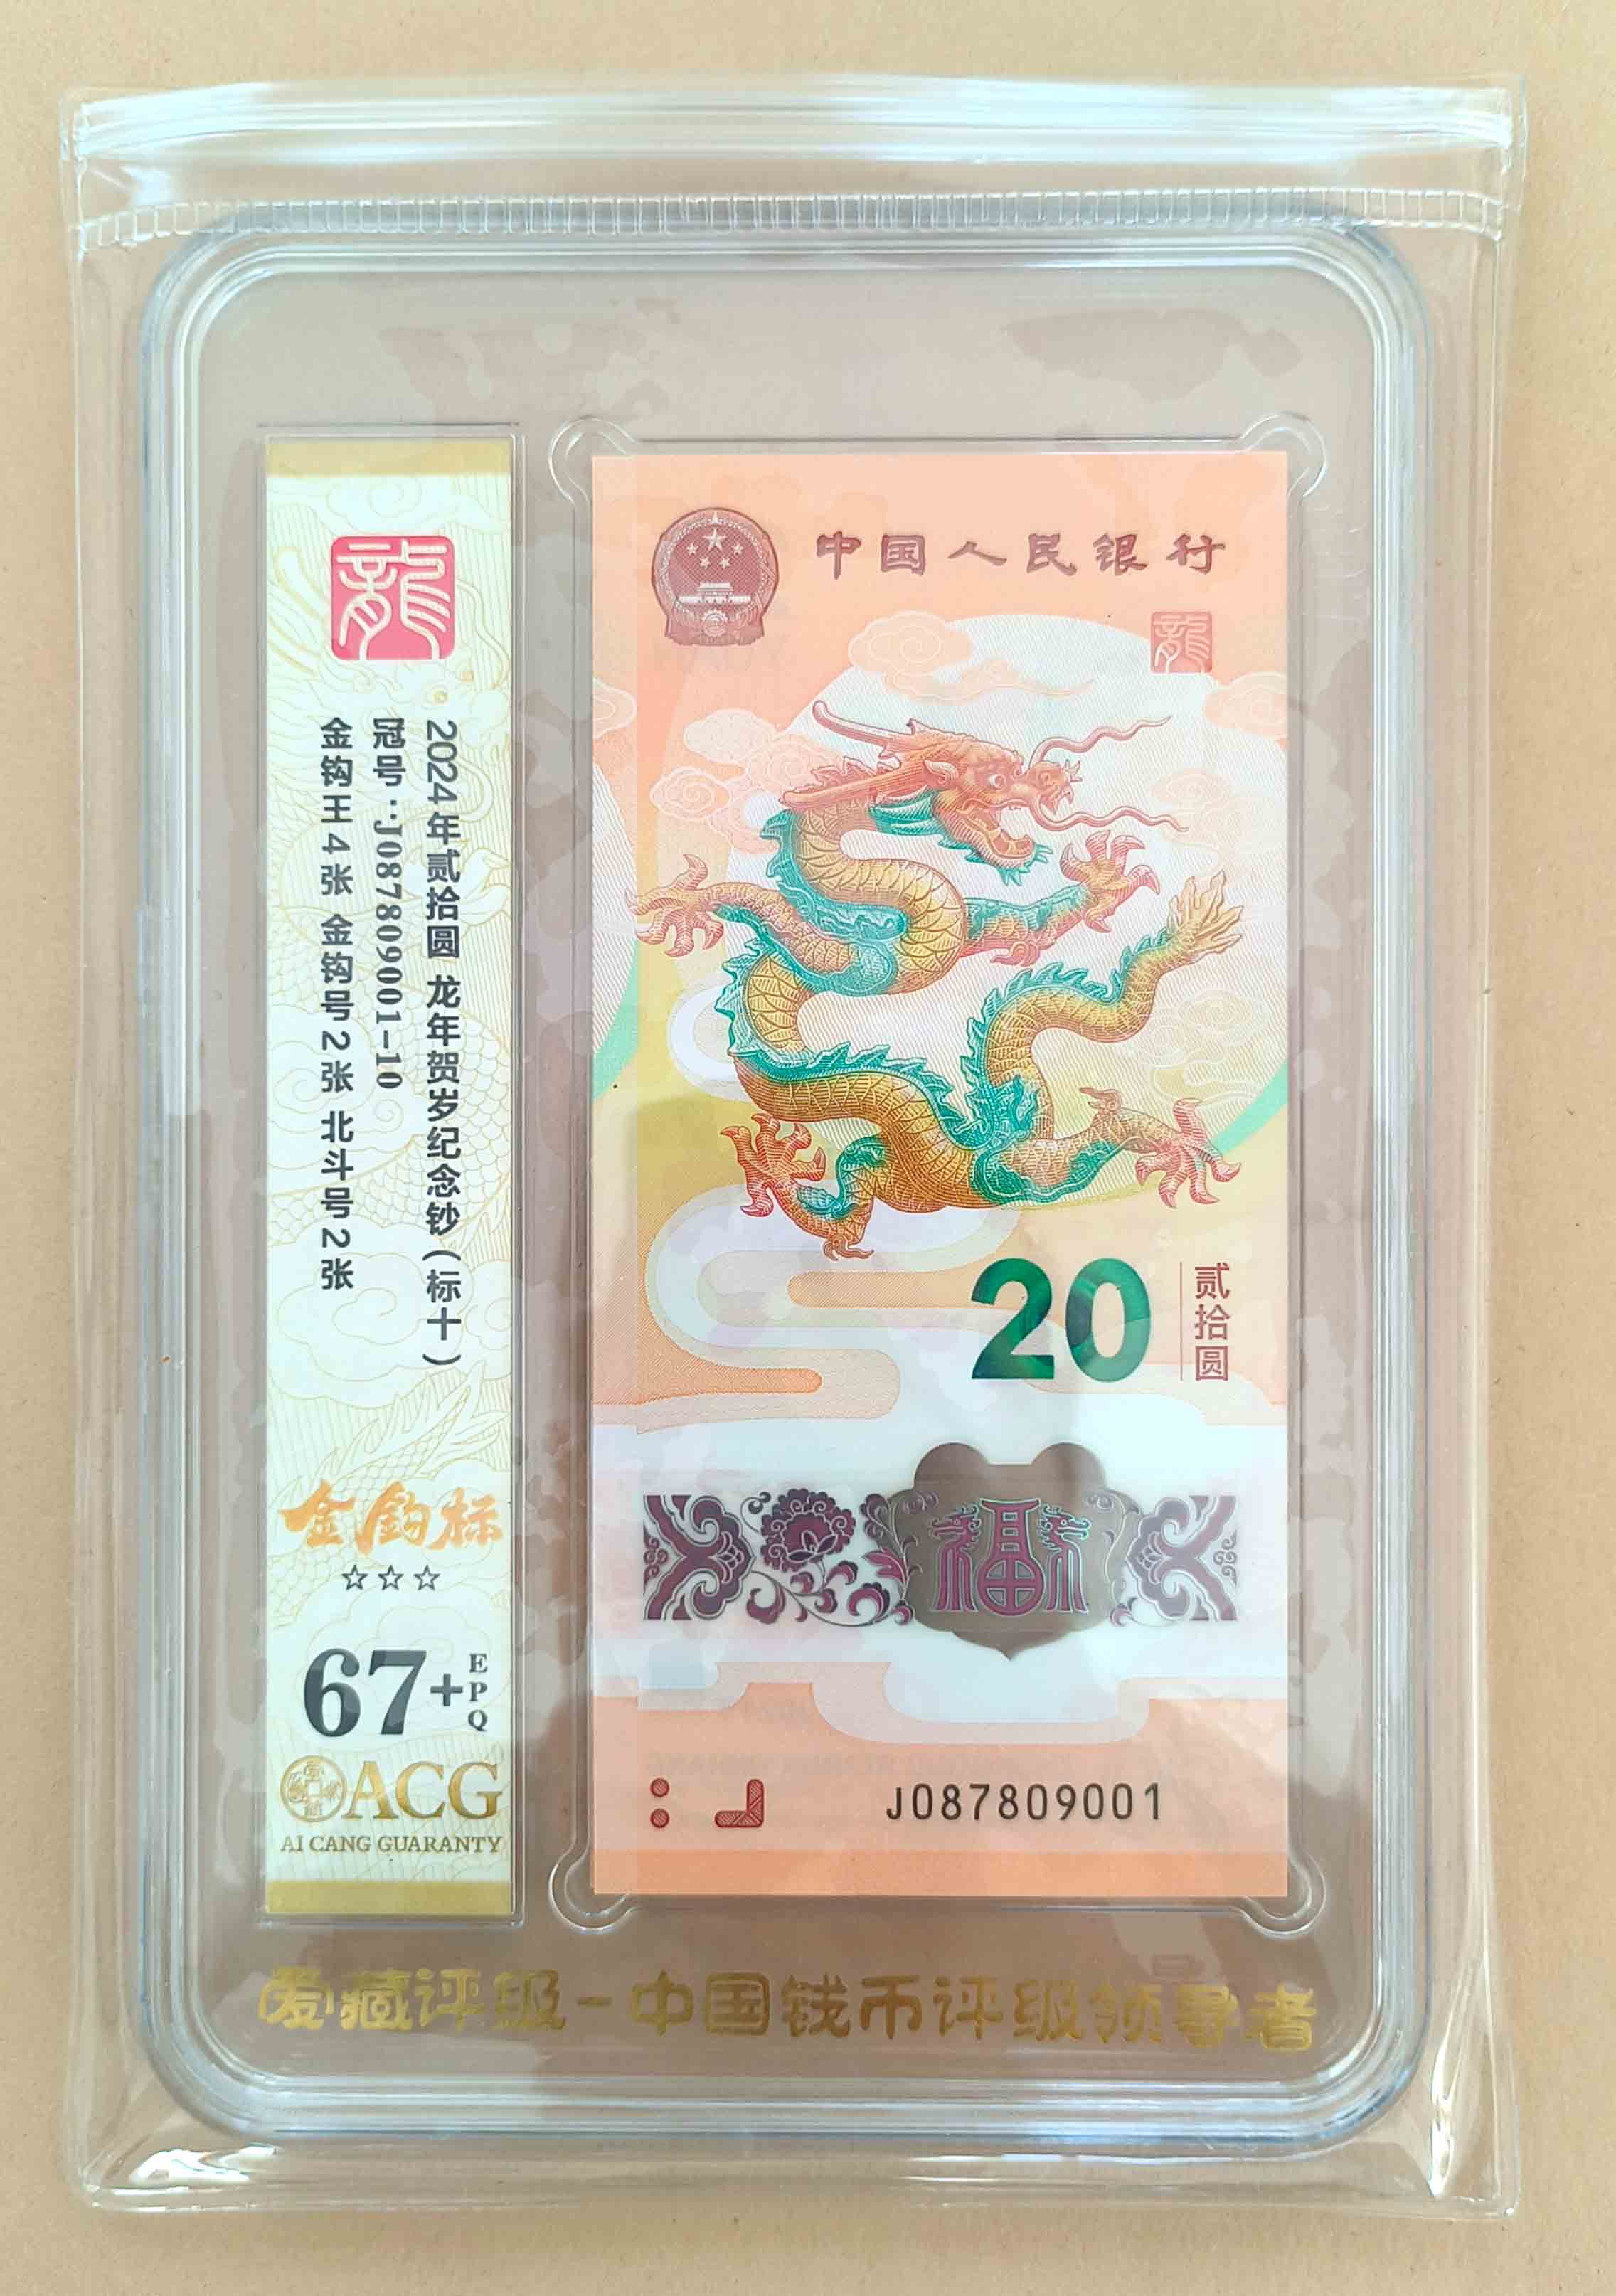 龍
2024年贰拾圆 龙年贺岁纪念钞(标十)
冠号:J087809001-10
金钩王4张 金钩号2张 北斗号2张
金钩标
67+
EPQ
ACG
AI CANG GUARANTY
中国人民银行
龍
20
贰拾圆
福
J087809001
爱藏评级-中国钱币评级领导者